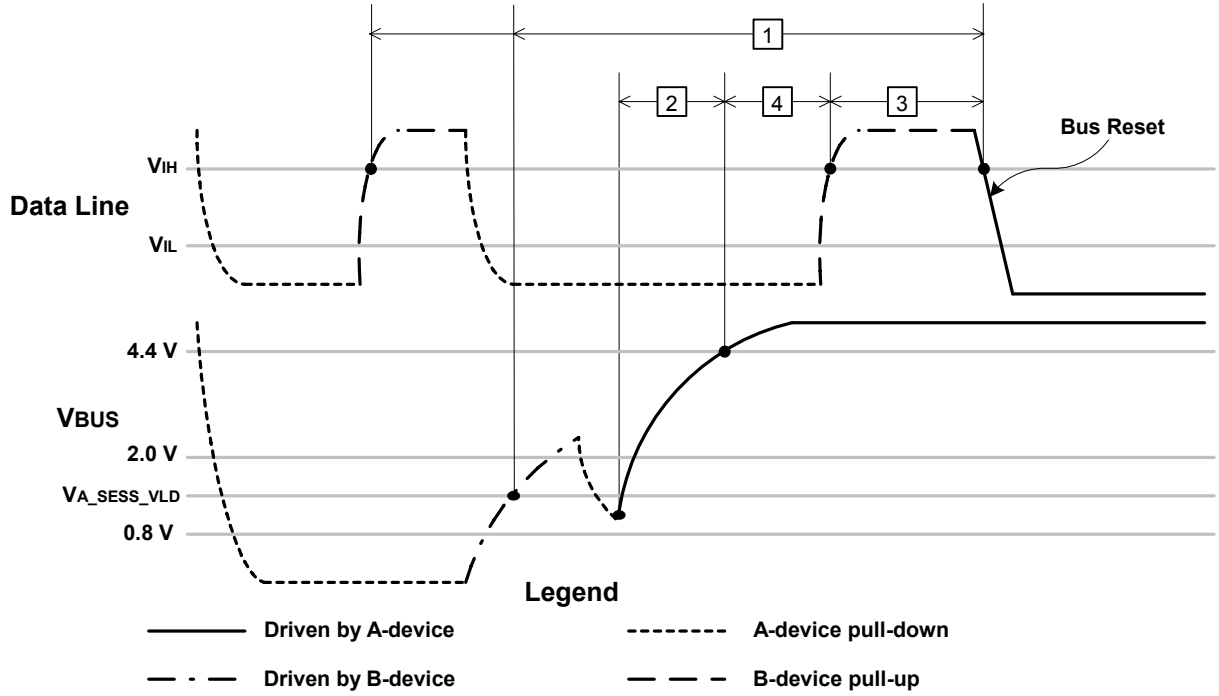 1
2
4
3
Bus Reset
VIH
Data Line
VIL
4.4 V
VBUS
2.0 V
VA_SESS_VLD
0.8 V
Legend
Driven by A-device
A-device pull-down
Driven by B-device
B-device pull-up